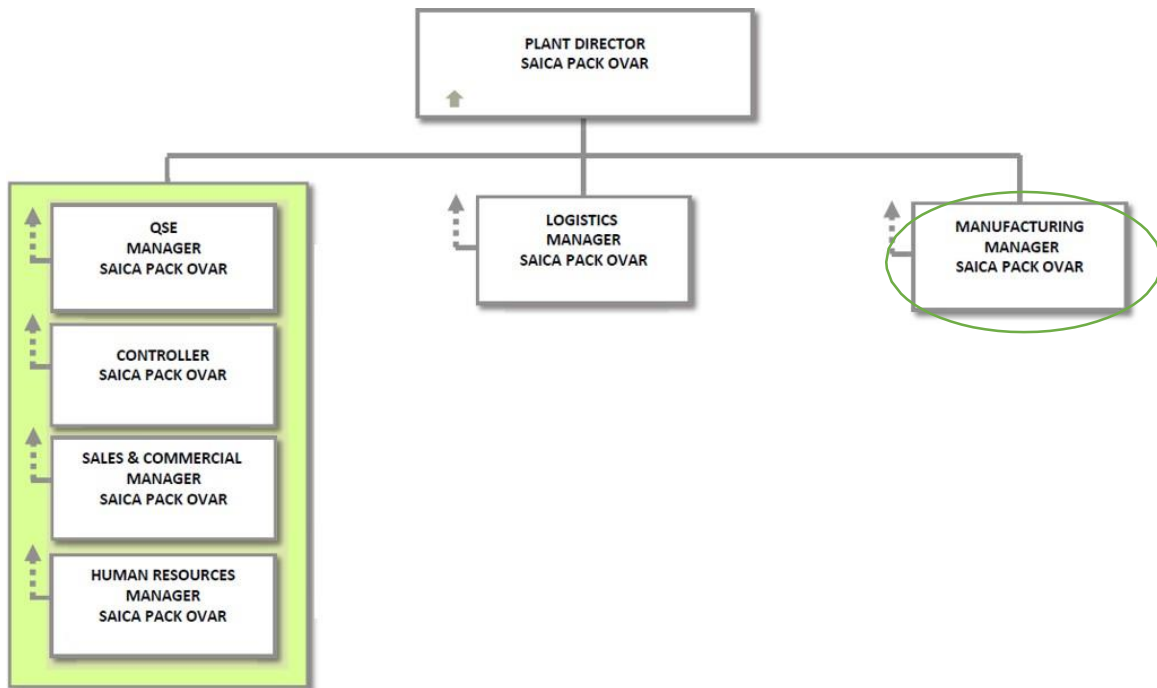 PLANT DIRECTOR
SAICA PACK OVAR
QSE
MANAGER
SAICA PACK OVAR
CONTROLLER
SAICA PACK OVAR
SALES & COMMERCIAL
MANAGER
SAICA PACK OVAR
HUMAN RESOURCES
MANAGER
SAICA PACK OVAR
LOGISTICS
MANAGER
SAICA PACK OVAR
MANUFACTURING
MANAGER
SAICA PACK OVAR